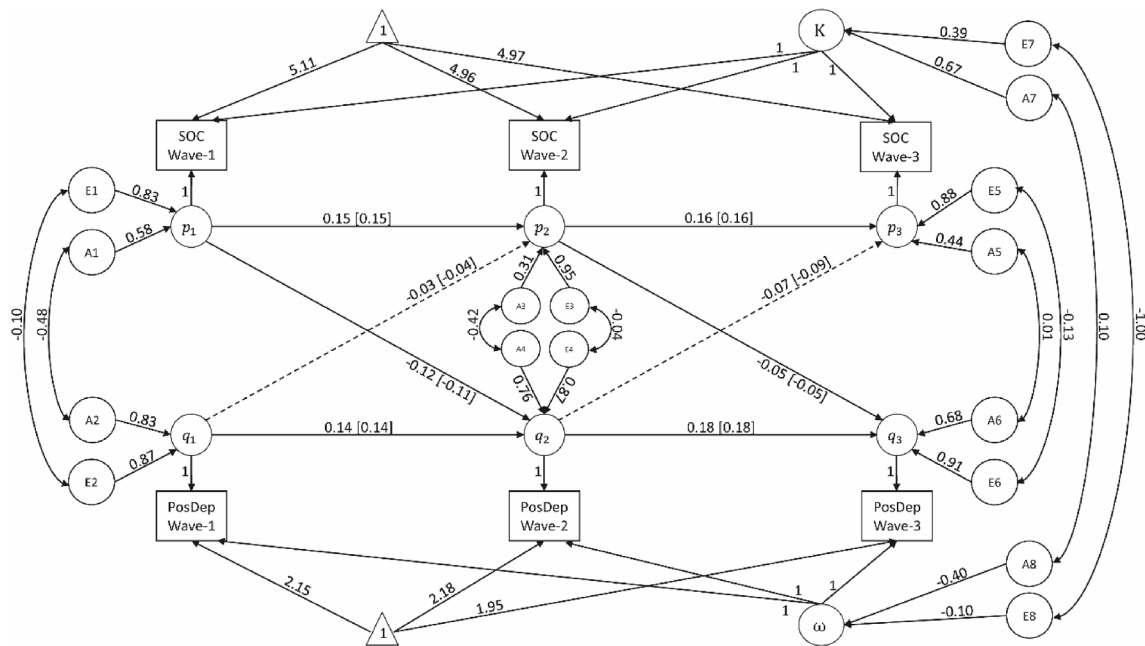 1
K
0.39
E7
5.11
4.96
4.97
1
1
1
0.67
A7
SOC
Wave-1
SOC
Wave-2
SOC
Wave-3
E1
0.83
1
1
1
0.88
E5
p₁
0.15 [0.15]
p₂
0.16 [0.16]
p₃
A1
0.58
0.44
A5
-0.03 [-0.04]
0.31
0.95
-0.07 [-0.09]
A3
E3
-0.10
-0.48
-0.42
-0.04
0.01
-0.13
0.10
-1.00
A4
E4
-0.12 [-0.11]
0.76
0.87
-0.05 [-0.05]
A2
0.83
0.68
A6
q₁
0.14 [0.14]
q₂
0.18 [0.18]
q₃
E2
0.87
0.91
E6
1
1
1
PosDep
Wave-1
PosDep
Wave-2
PosDep
Wave-3
2.15
2.18
1.95
1
1
-0.40
A8
1
ω
-0.10
E8